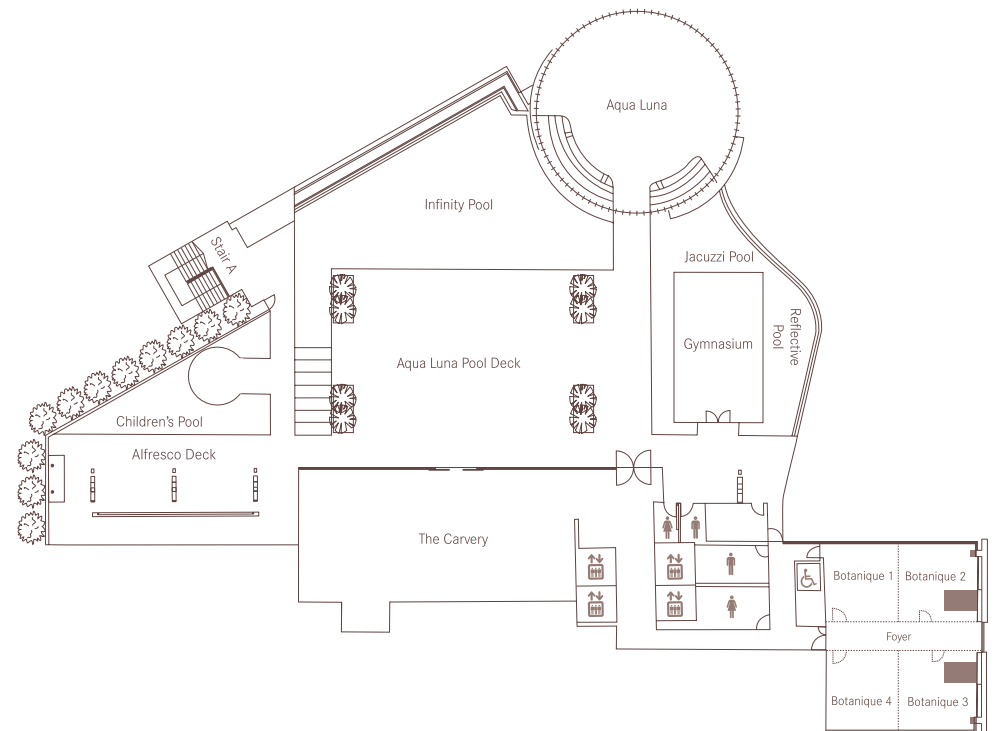 Aqua Luna
Infinity Pool
Stair A
Jacuzzi Pool
Reflective
Pool
Gymnasium
Aqua Luna Pool Deck
Children's Pool
Alfresco Deck
The Carvery
Botanique 1
Botanique 2
Foyer
Botanique 4
Botanique 3